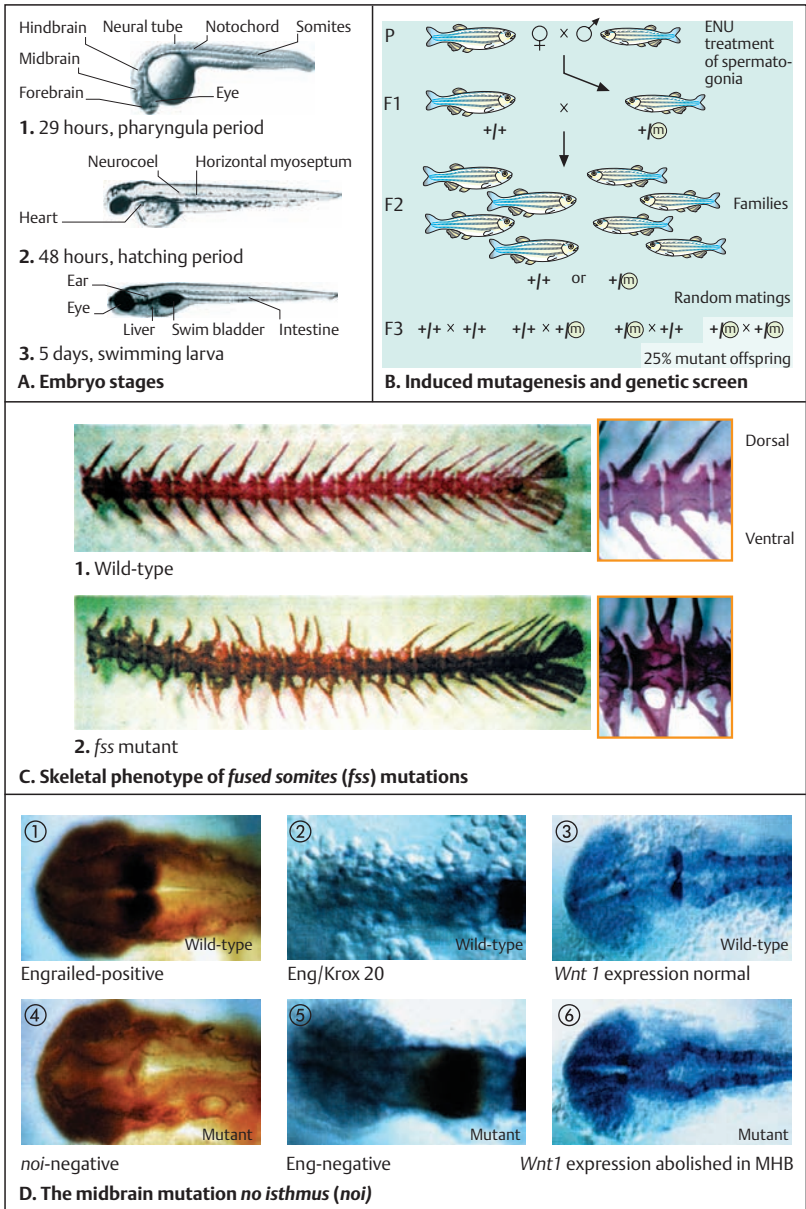 Hindbrain Neural tube Notochord Somites
Midbrain
Forebrain Eye
1. 29 hours, pharyngula period
Neurocoel Horizontal myoseptum
Heart
2. 48 hours, hatching period
Ear
Eye
Liver Swim bladder Intestine
3. 5 days, swimming larva
A. Embryo stages
P ♀ × ♂ ENU
treatment
of spermato-
gonia
F1 ×
+/+ +/m
F2 Families
+/+ or +/m
Random matings
F3 +/+ × +/+ +/+ × +/m +/m × +/+ +/m × +/m
25% mutant offspring
B. Induced mutagenesis and genetic screen
Dorsal
Ventral
1. Wild-type
2. fss mutant
C. Skeletal phenotype of fused somites (fss) mutations
1 2 3
Wild-type Wild-type Wild-type
Engrailed-positive Eng/Krox 20 Wnt 1 expression normal
4 5 6
Mutant Mutant Mutant
noi-negative Eng-negative Wnt1 expression abolished in MHB
D. The midbrain mutation no isthmus (noi)